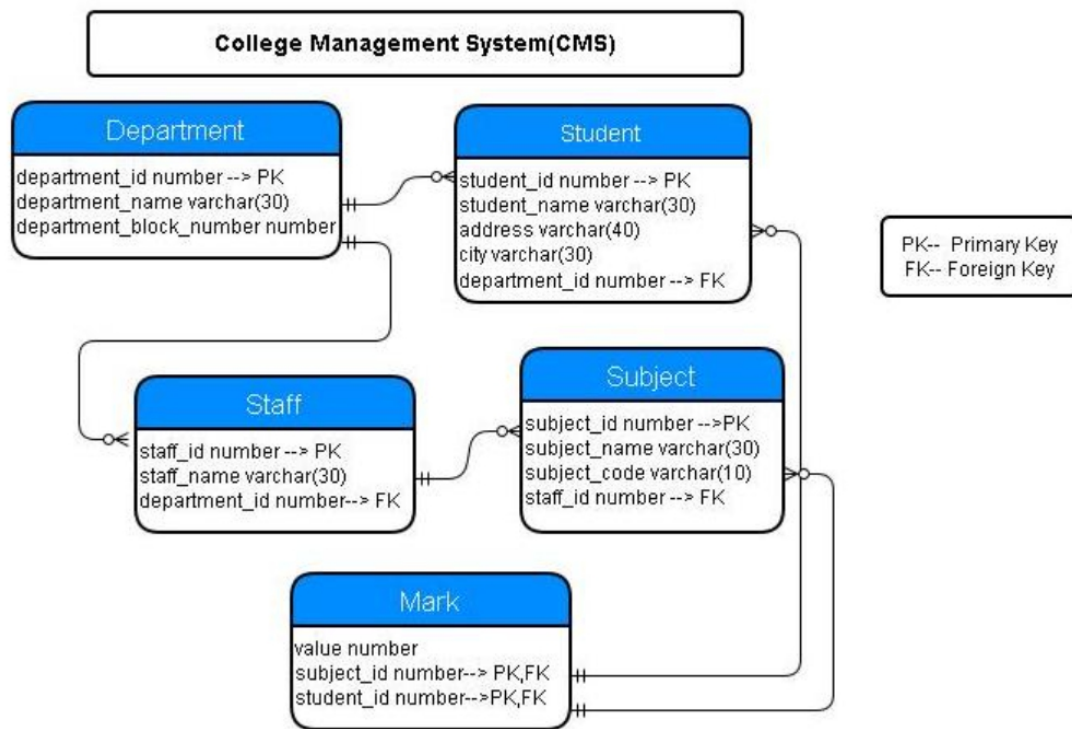 College Management System(CMS)
Department
department_id number --> PK
department_name varchar(30)
department_block_number number
Student
student_id number --> PK
student_name varchar(30)
address varchar(40)
city varchar(30)
department_id number --> FK
PK-- Primary Key
FK-- Foreign Key
Staff
staff_id number --> PK
staff_name varchar(30)
department_id number--> FK
Subject
subject_id number -->PK
subject_name varchar(30)
subject_code varchar(10)
staff_id number --> FK
Mark
value number
subject_id number--> PK,FK
student_id number-->PK,FK